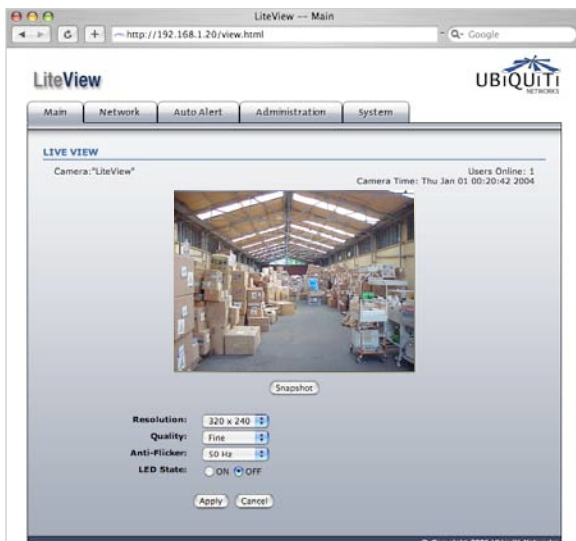 LiteView — Main
http://192.168.1.20/view.html
Google
LiteView
UBiQUiTi
NETWORKS
Main Network Auto Alert Administration System
LIVE VIEW
Camera:"LiteView" Users Online: 1
Camera Time: Thu Jan 01 00:20:42 2004
Snapshot
Resolution: 320 x 240
Quality: Fine
Anti-Flicker: 50 Hz
LED State: ON OFF
Apply Cancel